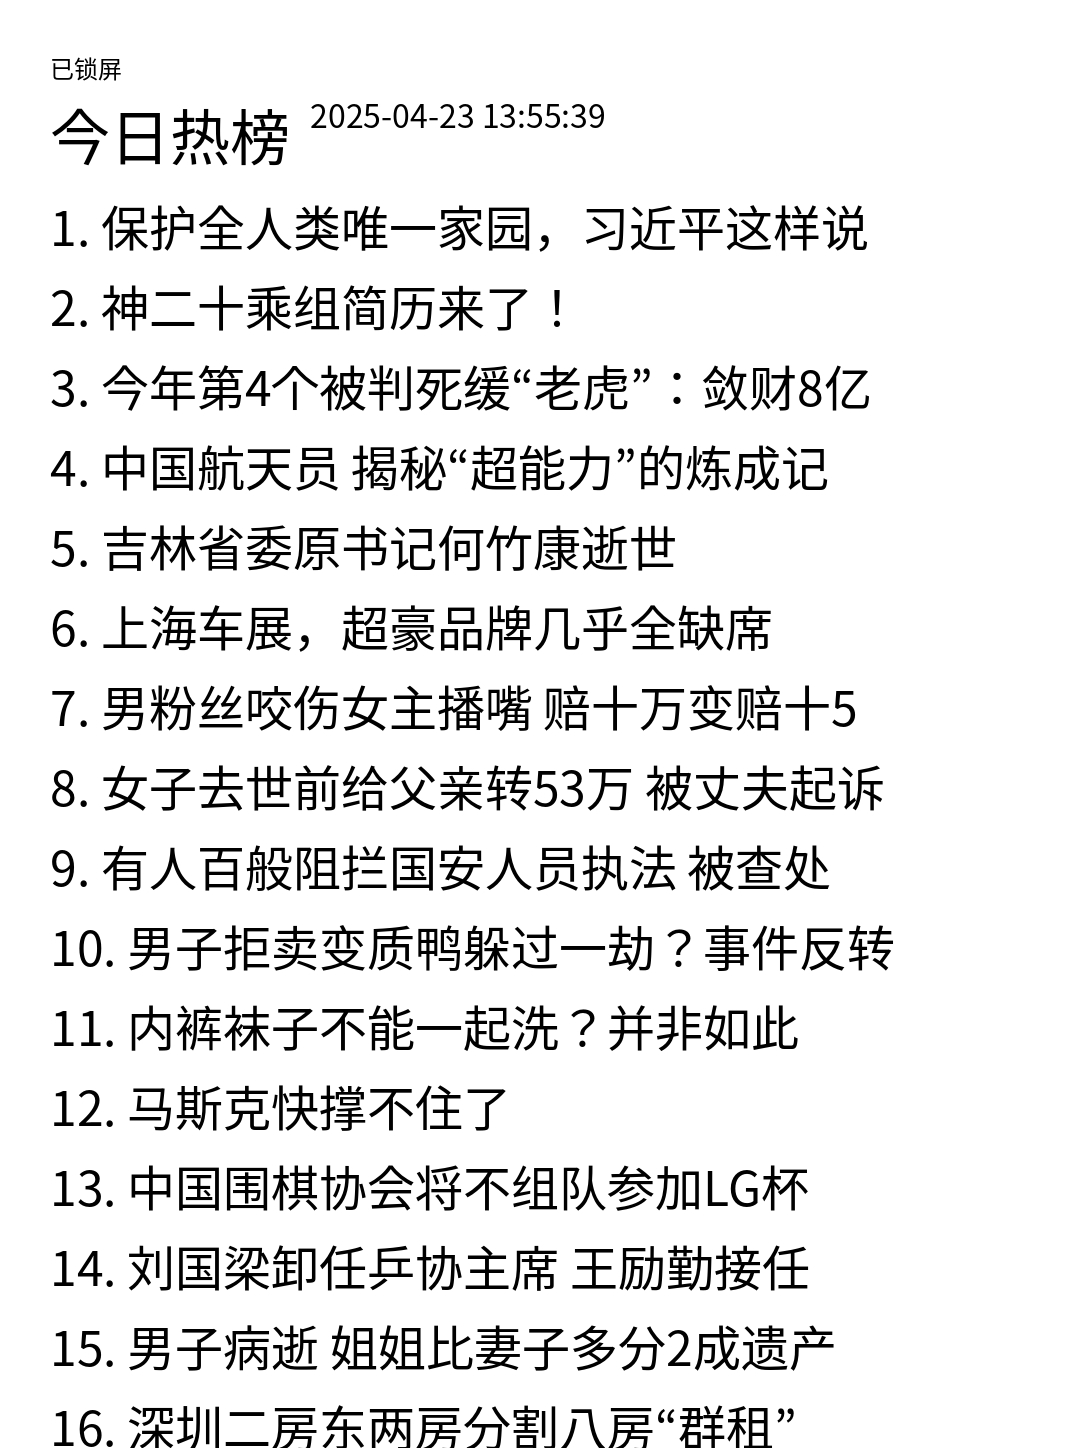 已锁屏
今日热榜 2025-04-23 13:55:39
1. 保护全人类唯一家园，习近平这样说
2. 神二十乘组简历来了！
3. 今年第4个被判死缓“老虎”：敛财8亿
4. 中国航天员 揭秘“超能力”的炼成记
5. 吉林省委原书记何竹康逝世
6. 上海车展，超豪品牌几乎全缺席
7. 男粉丝咬伤女主播嘴 赔十万变赔十5
8. 女子去世前给父亲转53万 被丈夫起诉
9. 有人百般阻拦国安人员执法 被查处
10. 男子拒卖变质鸭躲过一劫？事件反转
11. 内裤袜子不能一起洗？并非如此
12. 马斯克快撑不住了
13. 中国围棋协会将不组队参加LG杯
14. 刘国梁卸任乒协主席 王励勤接任
15. 男子病逝 姐姐比妻子多分2成遗产
16. 深圳二房东两房分割八房“群租”